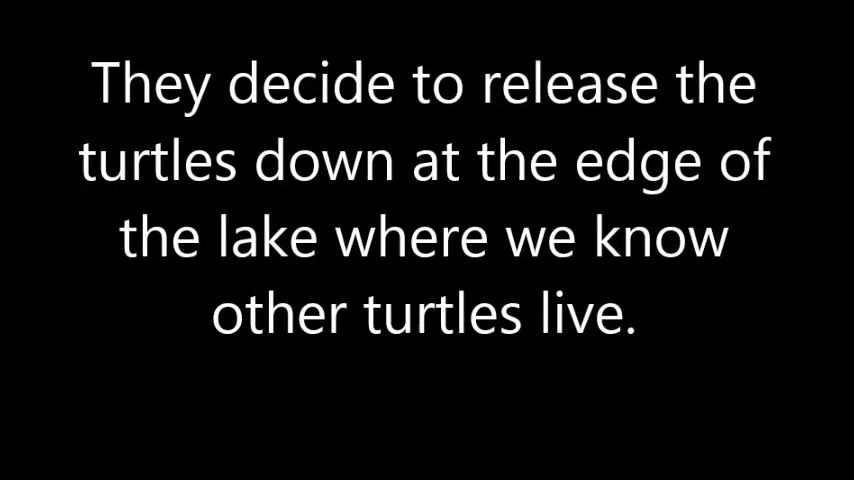 They decide to release the
turtles down at the edge of
the lake where we know
other turtles live.